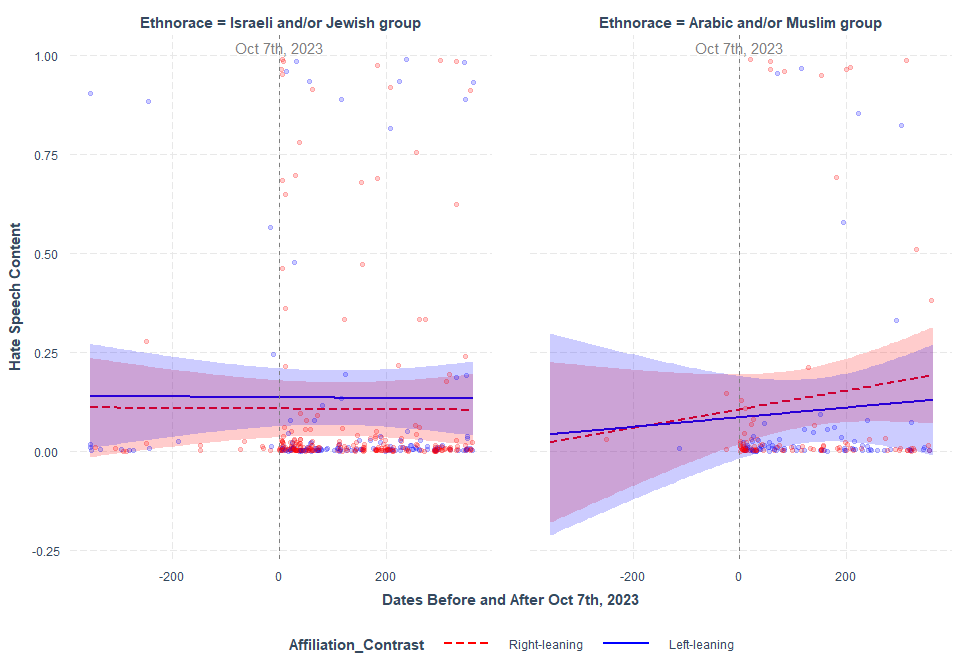 Ethnorace = Israeli and/or Jewish group
Ethnorace = Arabic and/or Muslim group
Oct 7th, 2023
Oct 7th, 2023
1.00
0.75
0.50
0.25
0.00
-0.25
Hate Speech Content
-200
0
200
-200
0
200
Dates Before and After Oct 7th, 2023
Affiliation_Contrast
Right-leaning
Left-leaning